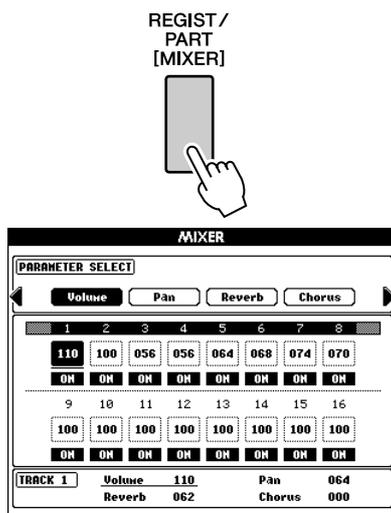 REGIST/
PART
[MIXER]
MIXER
PARAMETER SELECT
Volume Pan Reverb Chorus
1 2 3 4 5 6 7 8
110 100 056 056 064 068 074 070
ON ON ON ON ON ON ON ON
9 10 11 12 13 14 15 16
100 100 100 100 100 100 100 100
ON ON ON ON ON ON ON ON
TRACK 1 Volume 110 Pan 064
Reverb 062 Chorus 000